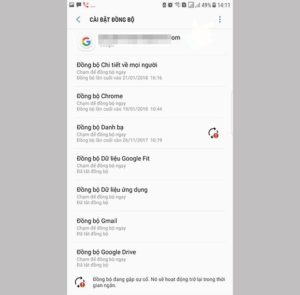 49% 14:11
CÀI ĐẶT ĐỒNG BỘ
om
Google
Đồng bộ Chi tiết về mọi người
Chạm để đồng bộ ngay
Đồng bộ lần cuối vào 21/01/2018 16:16
Đồng bộ Chrome
Chạm để đồng bộ ngay
Đồng bộ lần cuối vào 19/01/2018 10:44
Đồng bộ Danh bạ
Chạm để đồng bộ ngay
Đồng bộ lần cuối vào 26/11/2017 10:19
Đồng bộ Dữ liệu Google Fit
Chạm để đồng bộ ngay
Đã tắt đồng bộ
Đồng bộ Dữ liệu ứng dụng
Chạm để đồng bộ ngay
Đã tắt đồng bộ
Đồng bộ Gmail
Chạm để đồng bộ ngay
Đã tắt đồng bộ
Đồng bộ Google Drive
Chạm để đồng bộ ngay
Đã tắt đồng bộ
Đồng bộ đang gặp sự cố. Nó sẽ hoạt động trở lại trong thời
gian ngắn.